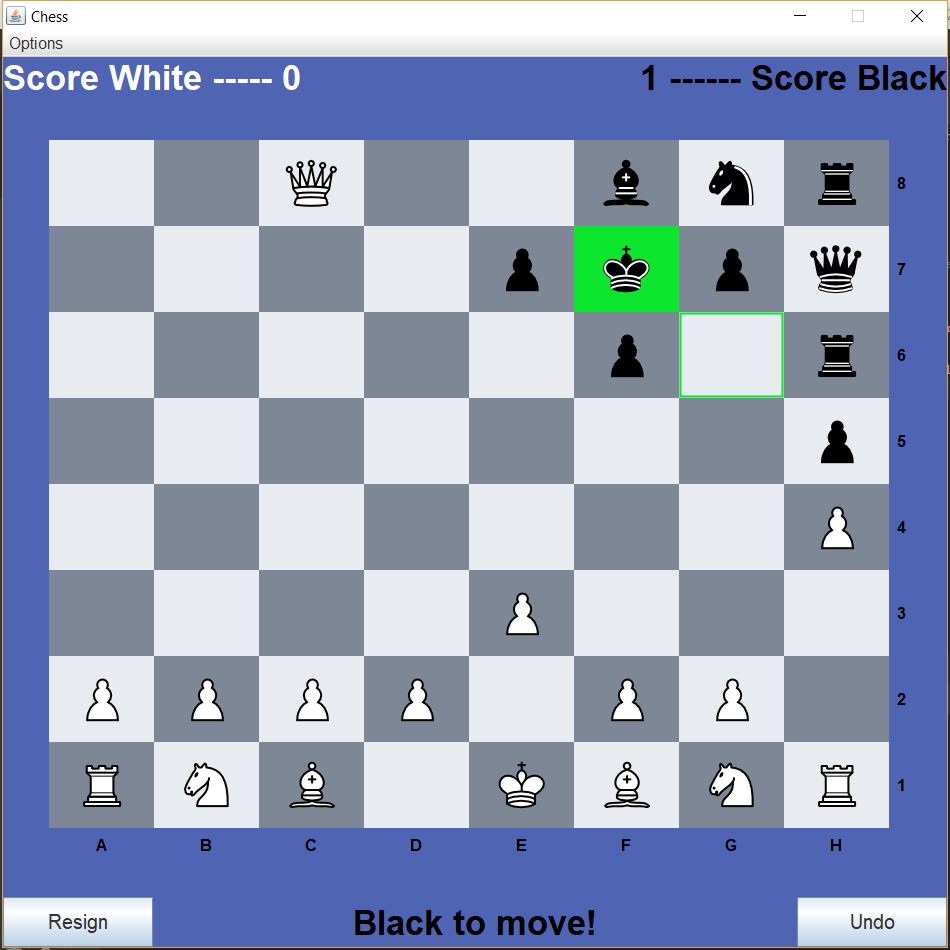 Chess
Options
Score White ----- 0
1 ------ Score Black
8
7
6
5
4
3
2
1
A B C D E F G H
Resign
Black to move!
Undo